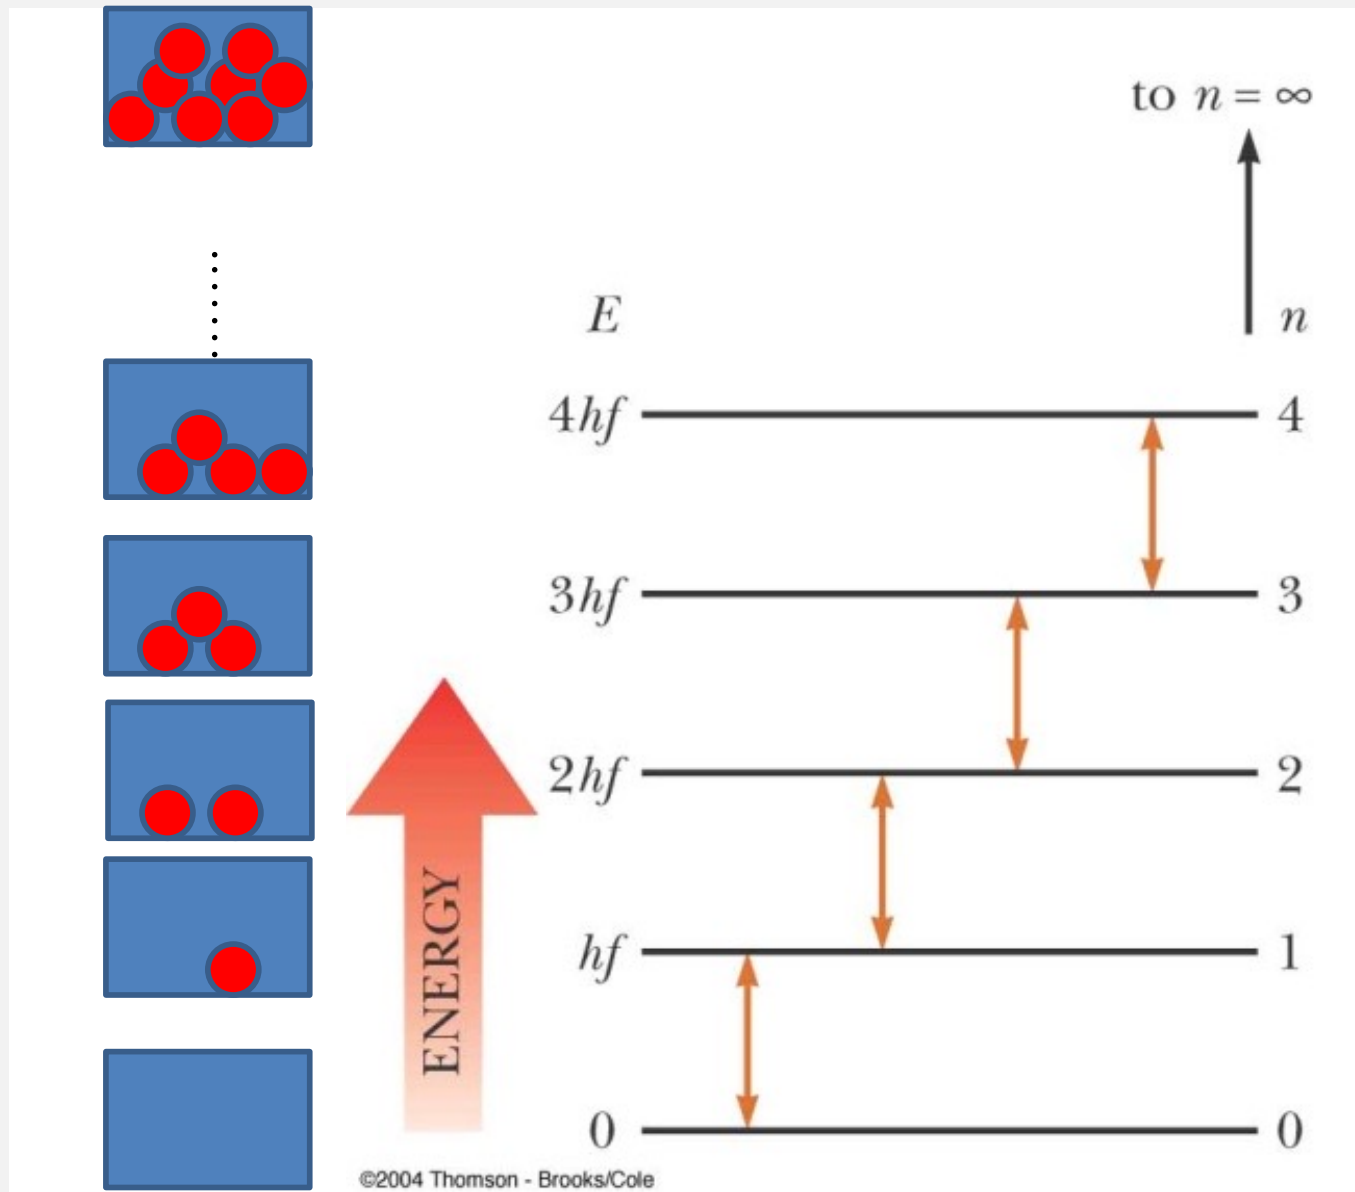 to n = ∞
E n
4hf 4
3hf 3
2hf 2
ENERGY
hf 1
0 0
©2004 Thomson - Brooks/Cole